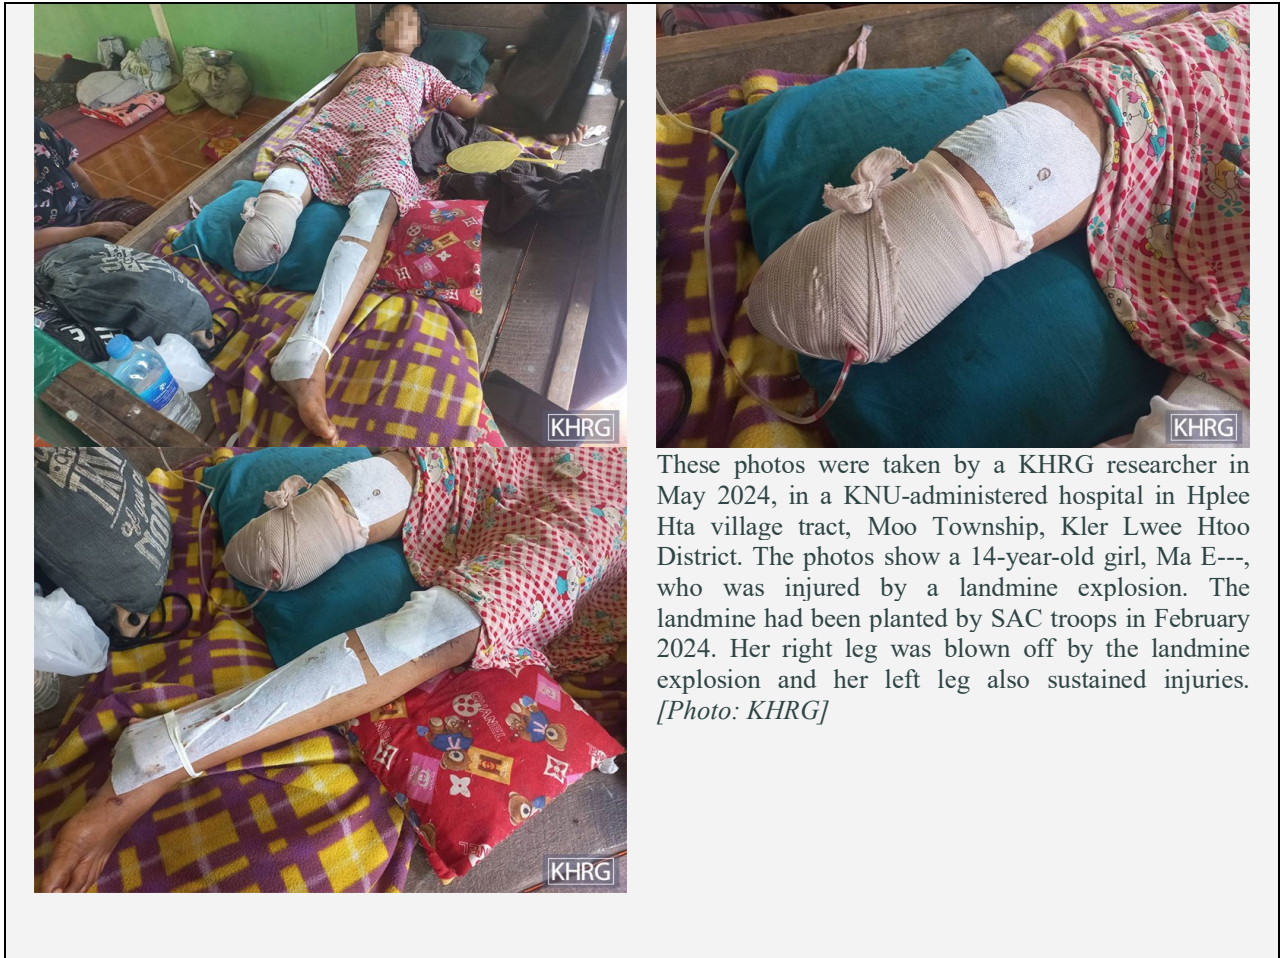 KHRG
KHRG
These photos were taken by a KHRG researcher in
May 2024, in a KNU-administered hospital in Hplee
Hta village tract, Moo Township, Kler Lwee Htoo
District. The photos show a 14-year-old girl, Ma E---,
who was injured by a landmine explosion. The
landmine had been planted by SAC troops in February
2024. Her right leg was blown off by the landmine
explosion and her left leg also sustained injuries.
[Photo: KHRG]
CHANEL
KHRG